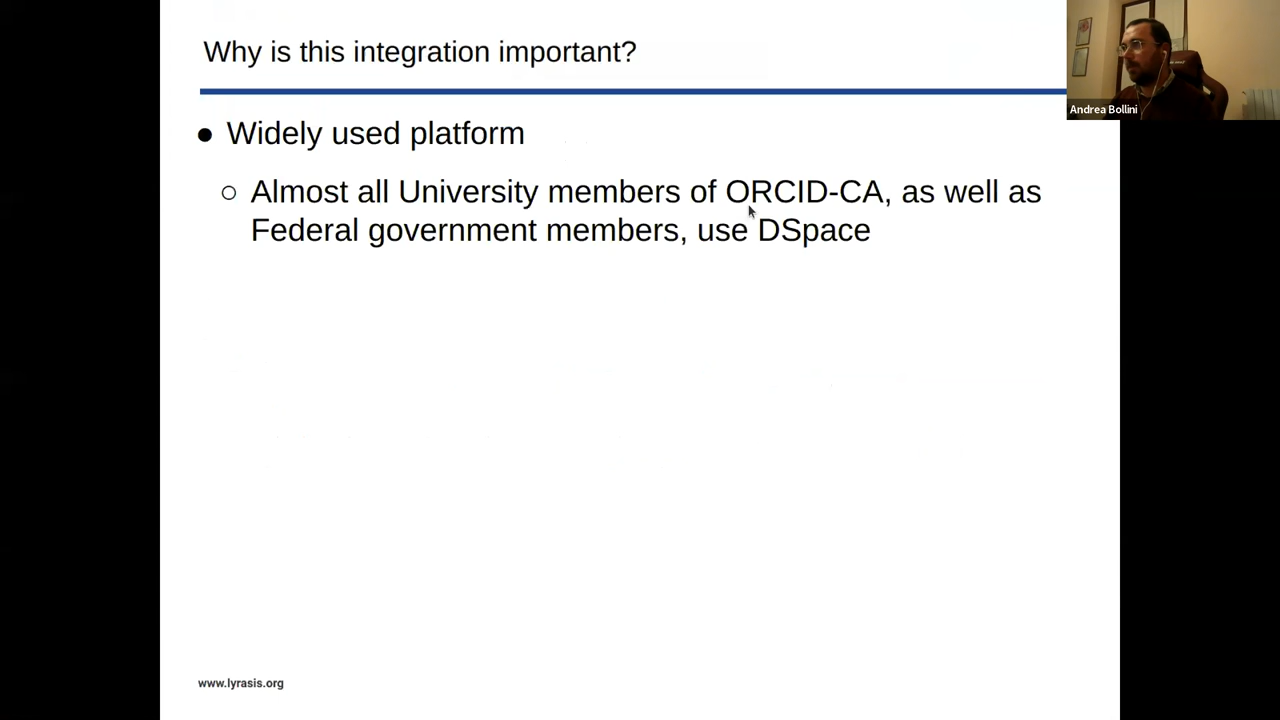 Why is this integration important?
Andrea Bollini
● Widely used platform
○ Almost all University members of ORCID-CA, as well as
Federal government members, use DSpace
www.lyrasis.org